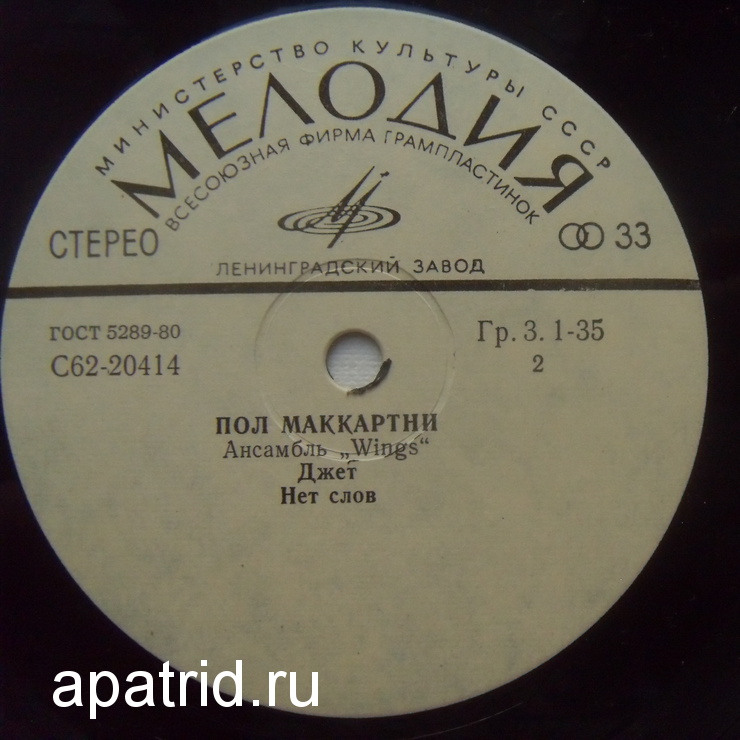 МИНИСТЕРСТВО КУЛЬТУРЫ СССР
МЕЛОДИЯ
ВСЕСОЮЗНАЯ ФИРМА ГРАМПЛАСТИНОК
СТЕРЕО
33
ЛЕНИНГРАДСКИЙ ЗАВОД
ГОСТ 5289-80
Гр. 3. 1-35
С62-20414
2
ПОЛ МАККАРТНИ
Ансамбль „Wings“
Джет
Нет слов
apatrid.ru